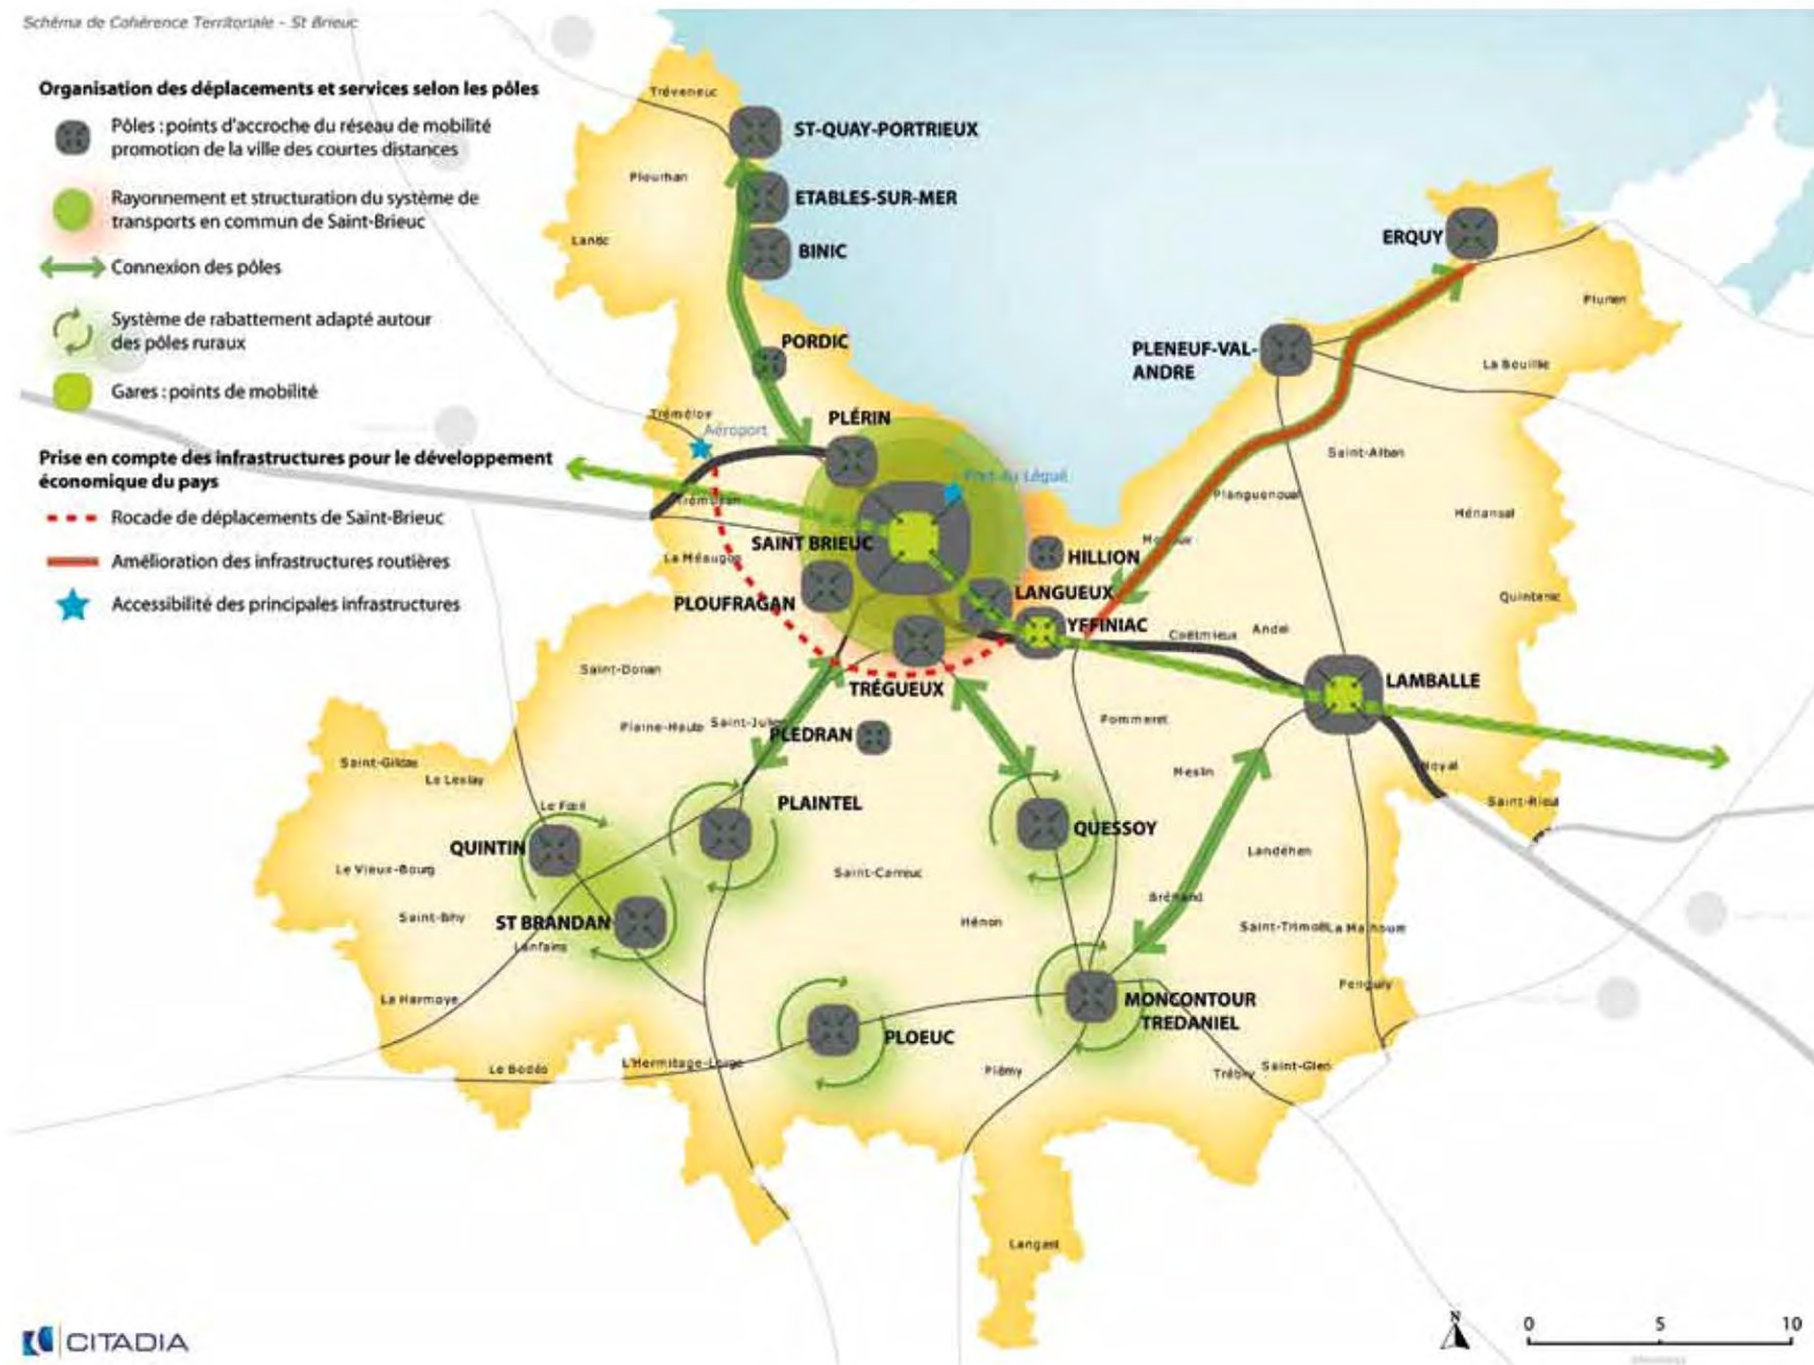 Schéma de Cohérence Territoriale - St Brieuc
Organisation des déplacements et services selon les pôles
Pôles : points d'accroche du réseau de mobilité
promotion de la ville des courtes distances
Rayonnement et structuration du système de
transports en commun de Saint-Brieuc
Connexion des pôles
Système de rabattement adapté autour
des pôles ruraux
Gares : points de mobilité
Prise en compte des infrastructures pour le développement
économique du pays
Rocade de déplacements de Saint-Brieuc
Amélioration des infrastructures routières
Accessibilité des principales infrastructures
Tréveneuc
ST-QUAY-PORTRIEUX
Plourhan
ETABLES-SUR-MER
Lantic
BINIC
ERQUY
Plurien
PORDIC
PLENEUF-VAL-
ANDRE
La Bouillie
Trémeloir
Aéroport
PLÉRIN
Saint-Alban
Port du Légué
Trémuson
Planguenoual
Hénansal
SAINT BRIEUC
Morieux
La Méaugon
HILLION
LANGUEUX
Quintenic
PLOUFRAGAN
YFFINIAC
Coëtmieux
Andel
Saint-Donan
LAMBALLE
TRÉGUEUX
Plaine-Haute
Saint-Julien
PLEDRAN
Pommeret
Saint-Gildas
Le Leslay
Meslin
Noyal
Saint-Rieul
Le Foeil
PLAINTEL
QUESSOY
QUINTIN
Landéhen
Le Vieux-Bourg
Saint-Carreuc
Bréhand
Saint-Bihy
ST BRANDAN
Hénon
Saint-Trimoël
La Malhoure
Lanfains
La Harmoye
Penguily
MONCONTOUR
TREDANIEL
PLOEUC
L'Hermitage-Lorge
Le Bodéo
Plémy
Trébry
Saint-Glen
Langast
CITADIA
N
0
5
10